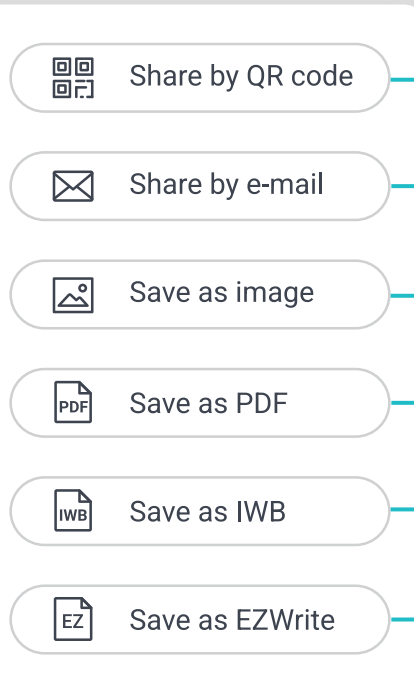 Share by QR code
Share by e-mail
Save as image
PDF Save as PDF
IWB Save as IWB
EZ Save as EZWrite